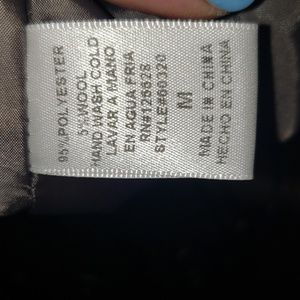 95% POLYESTER
5% WOOL
HAND WASH COLD
LAVAR A MANO
EN AGUA FRIA
RN#125528
STYLE#60320
M
MADE IN CHINA
HECHO EN CHINA